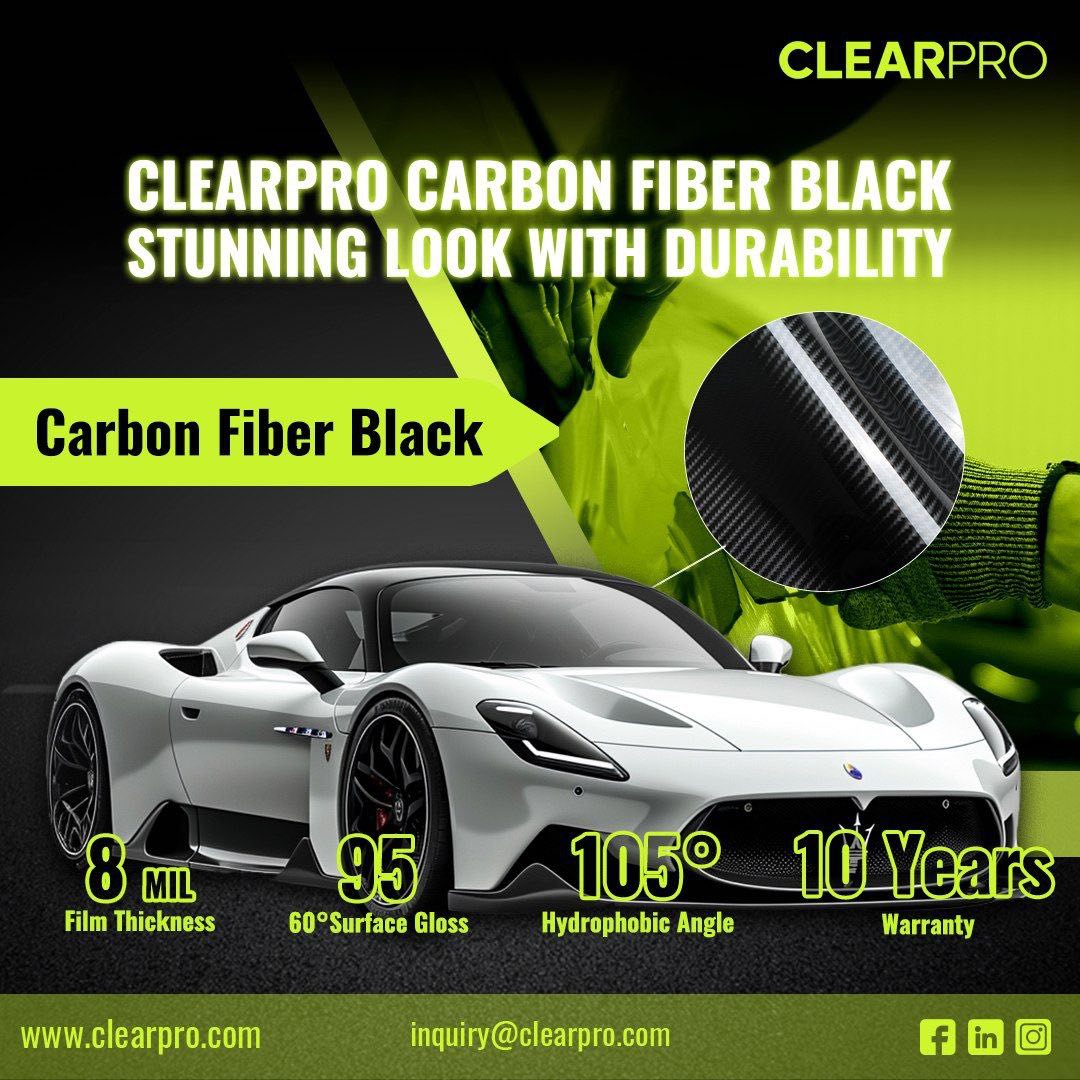 CLEARPRO
CLEARPRO CARBON FIBER BLACK
STUNNING LOOK WITH DURABILITY
Carbon Fiber Black
8 MIL
Film Thickness
95
60°Surface Gloss
105°
Hydrophobic Angle
10 Years
Warranty
www.clearpro.com
inquiry@clearpro.com